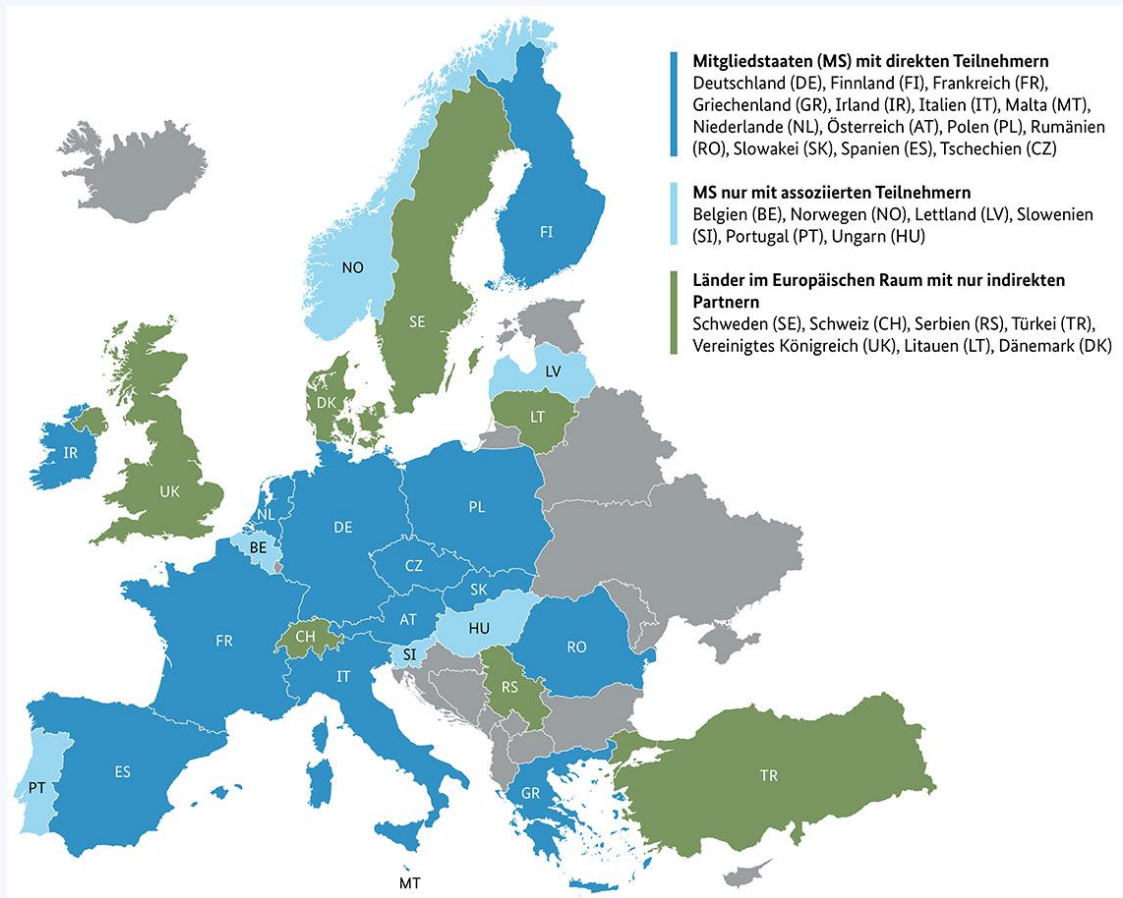 Mitgliedstaaten (MS) mit direkten Teilnehmern
Deutschland (DE), Finnland (FI), Frankreich (FR),
Griechenland (GR), Irland (IR), Italien (IT), Malta (MT),
Niederlande (NL), Österreich (AT), Polen (PL), Rumänien
(RO), Slowakei (SK), Spanien (ES), Tschechien (CZ)
MS nur mit assoziierten Teilnehmern
Belgien (BE), Norwegen (NO), Lettland (LV), Slowenien
(SI), Portugal (PT), Ungarn (HU)
Länder im Europäischen Raum mit nur indirekten
Partnern
Schweden (SE), Schweiz (CH), Serbien (RS), Türkei (TR),
Vereinigtes Königreich (UK), Litauen (LT), Dänemark (DK)
FI
NO
SE
LV
DK
LT
IR
UK
NL
PL
DE
BE
CZ
SK
AT
HU
FR
CH
SI
RO
IT
RS
ES
PT
TR
GR
MT